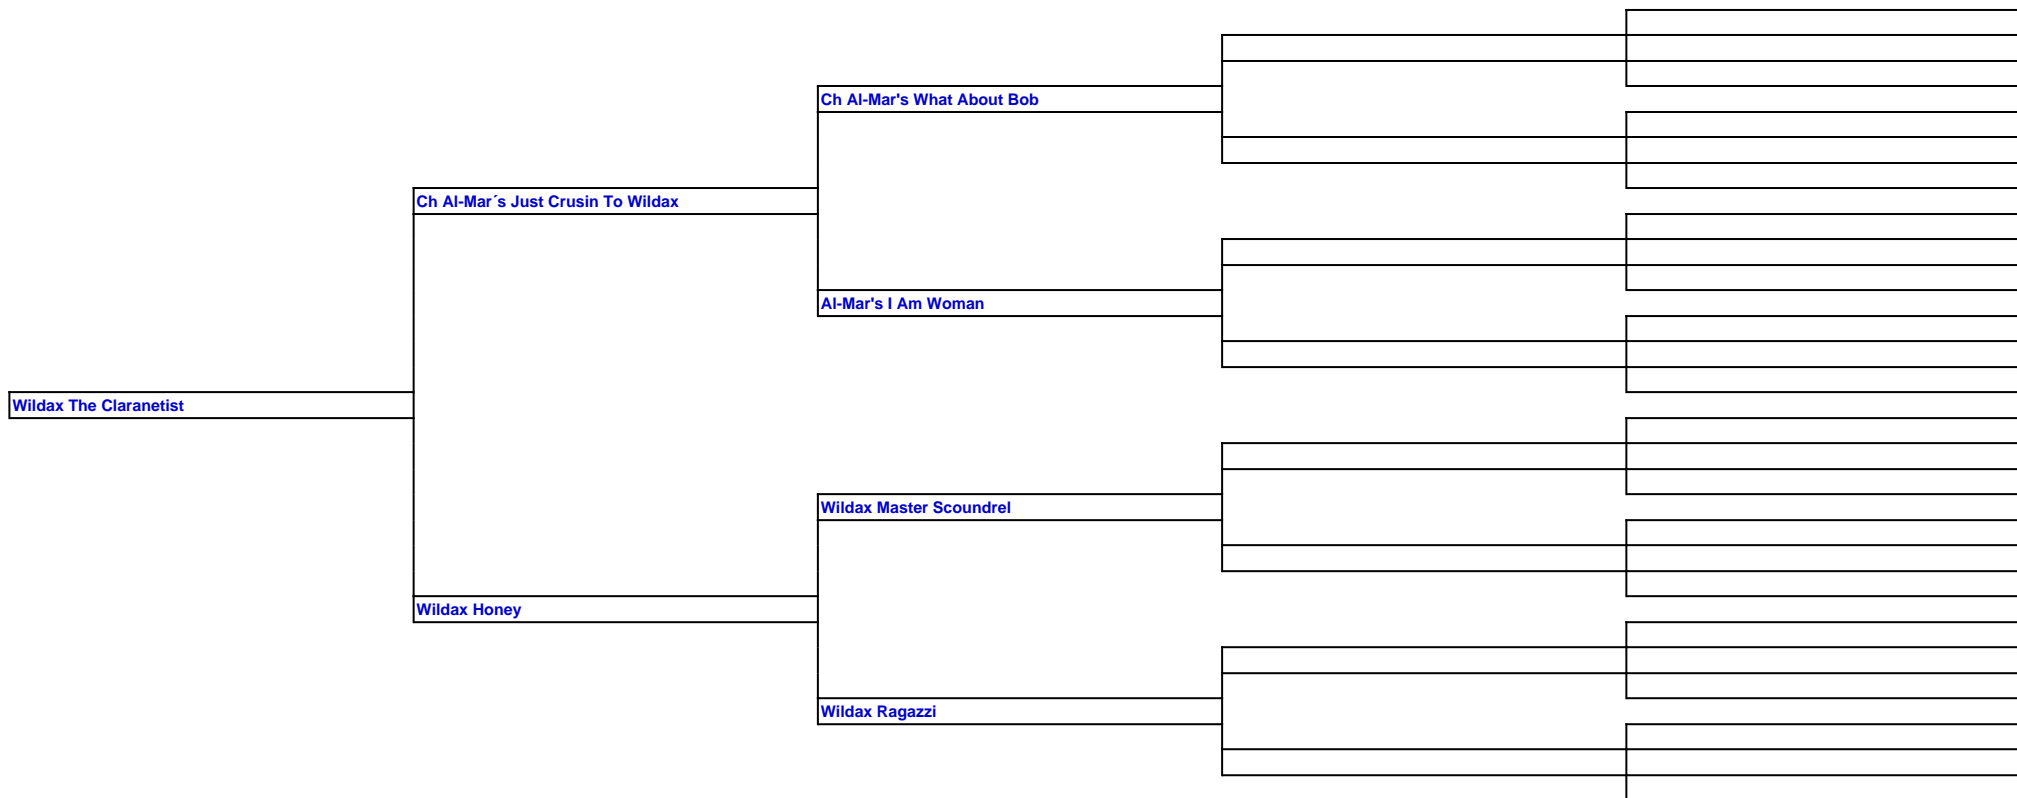 Ch Al-Mar's What About Bob
Ch Al-Mar´s Just Crusin To Wildax
Al-Mar's I Am Woman
Wildax The Claranetist
Wildax Master Scoundrel
Wildax Honey
Wildax Ragazzi